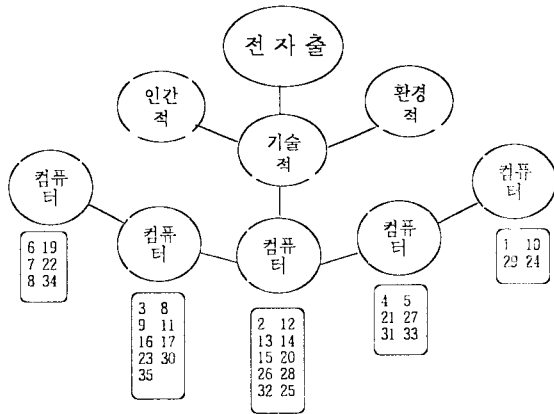 전 자 출
인간
적
환경
적
기술
적
컴퓨
터
컴퓨
터
컴퓨
터
컴퓨
터
컴퓨
터
6 19
7 22
8 34
3 8
9 11
16 17
23 30
35
2 12
13 14
15 20
26 28
32 25
4 5
21 27
31 33
1 10
29 24